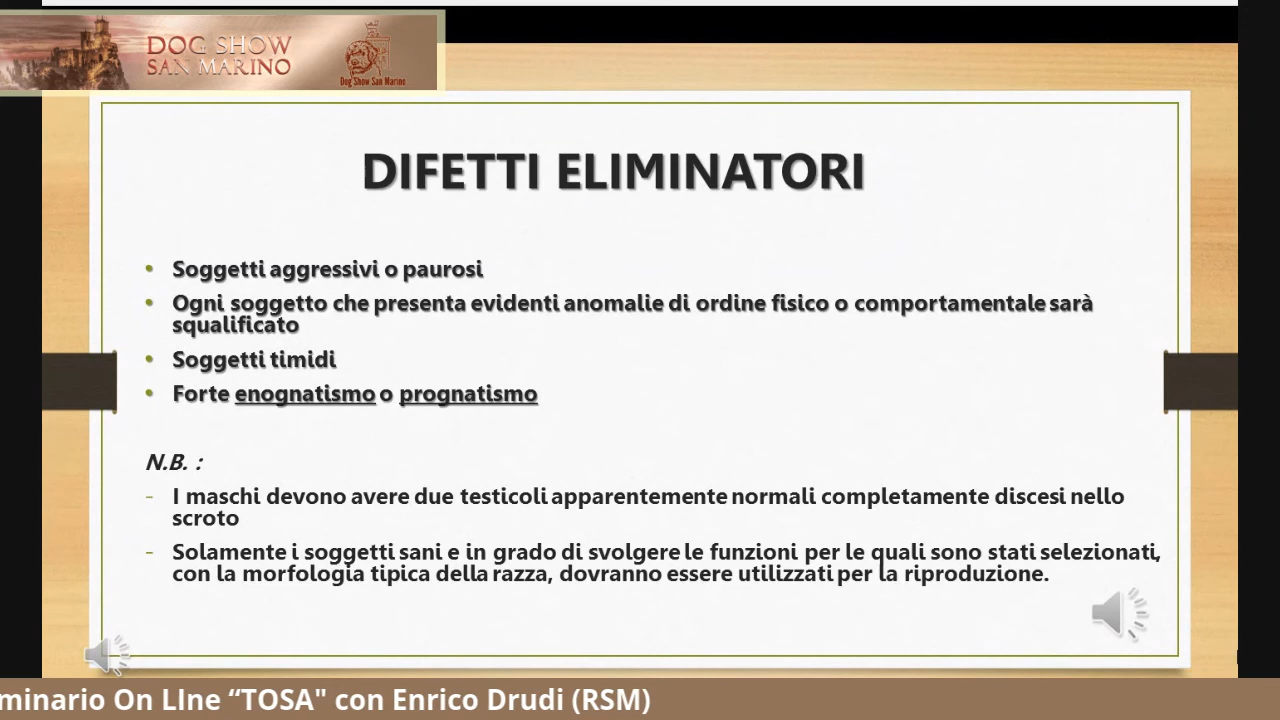 DOG SHOW
SAN MARINO
Dog Show San Marino
DIFETTI ELIMINATORI
• Soggetti aggressivi o paurosi
• Ogni soggetto che presenta evidenti anomalie di ordine fisico o comportamentale sarà
squalificato
• Soggetti timidi
• Forte enognatismo o prognatismo
N.B. :
- I maschi devono avere due testicoli apparentemente normali completamente discesi nello
scroto
- Solamente i soggetti sani e in grado di svolgere le funzioni per le quali sono stati selezionati,
con la morfologia tipica della razza, dovranno essere utilizzati per la riproduzione.
minario On LIne “TOSA" con Enrico Drudi (RSM)